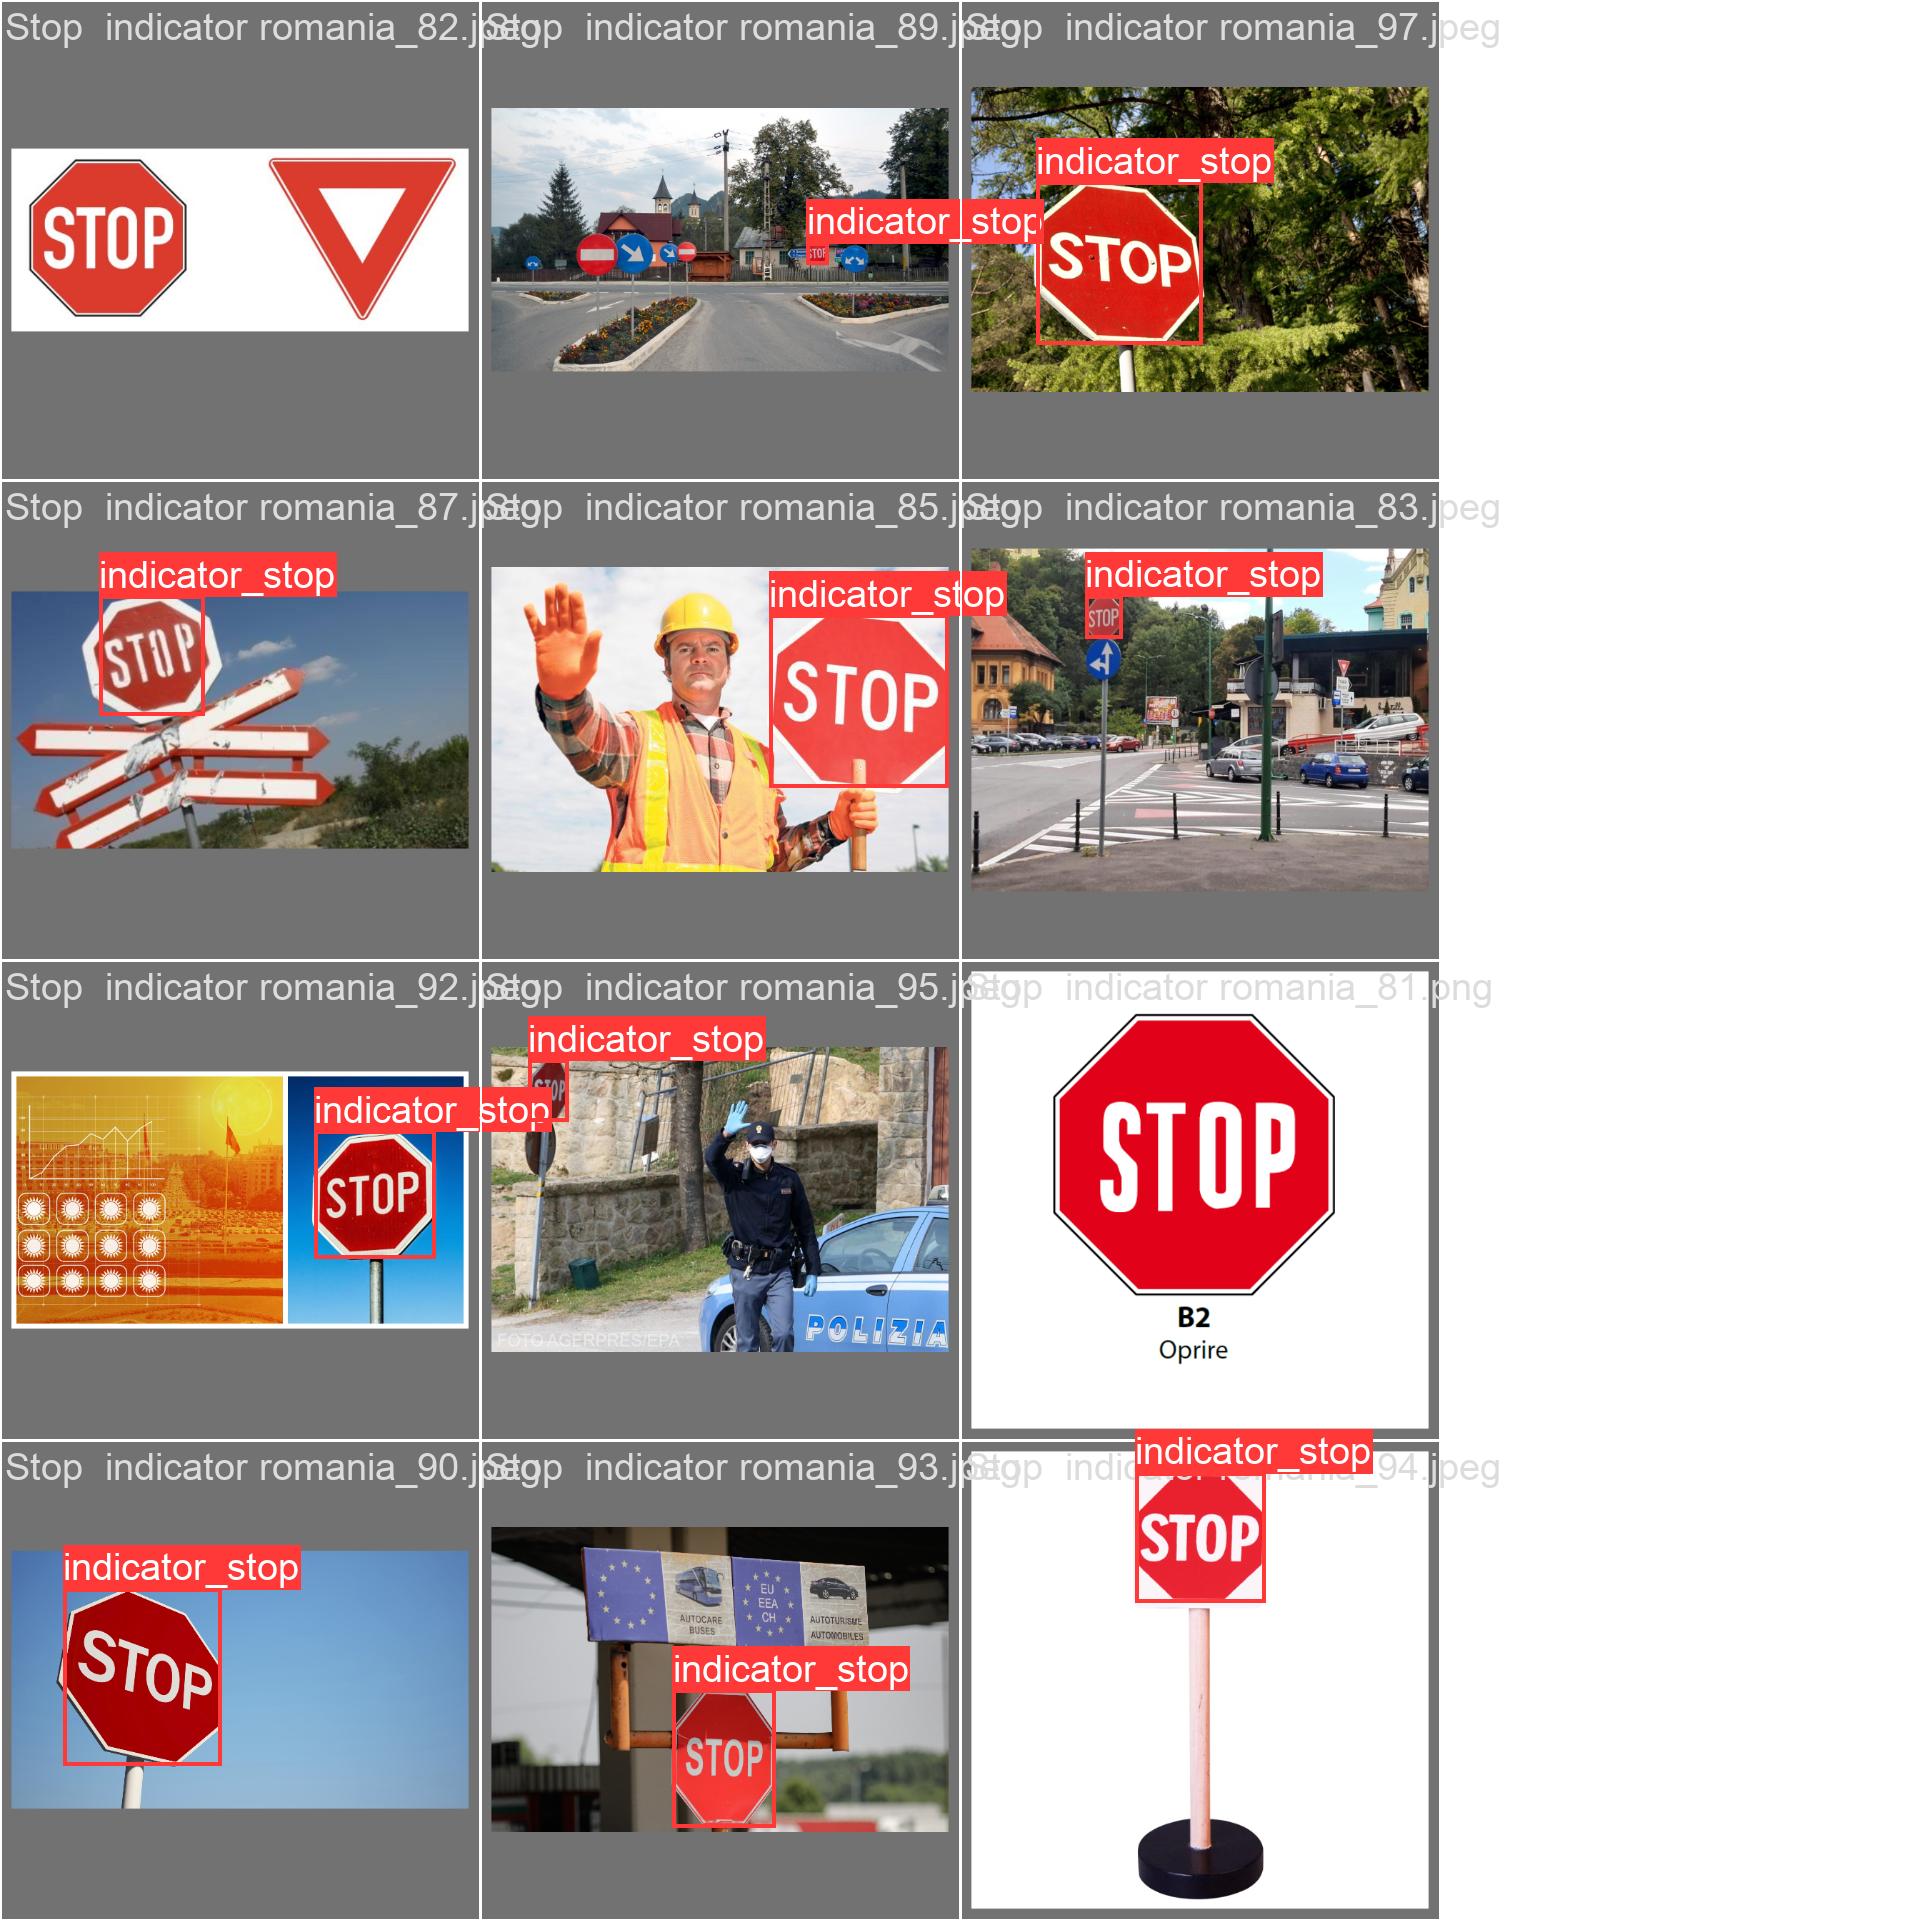 Stop  indicator romania_82.jpeg
Stop  indicator romania_89.jpeg
Stop  indicator romania_97.jpeg
STOP
indicator_stop
STOP
indicator_stop
STOP
Stop  indicator romania_87.jpeg
Stop  indicator romania_85.jpeg
Stop  indicator romania_83.jpeg
indicator_stop
STOP
indicator_stop
STOP
indicator_stop
STOP
Stop  indicator romania_92.jpeg
Stop  indicator romania_95.jpeg
Stop  indicator romania_81.png
indicator_stop
STOP
indicator_stop
STOP
FOTO AGERPRES/EPA
POLIZIA
STOP
B2
Oprire
Stop  indicator romania_90.jpeg
Stop  indicator romania_93.jpeg
Stop  indicator romania_94.jpeg
indicator_stop
STOP
AUTOCARE
BUSES
EU
EEA
CH
AUTOTURISME
AUTOMOBILES
indicator_stop
STOP
indicator_stop
STOP